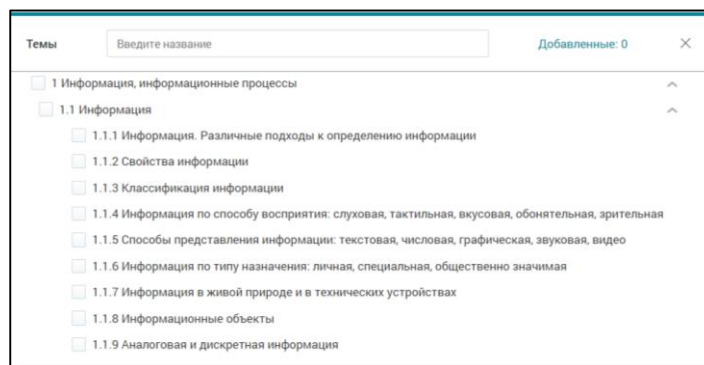 Темы Введите название Добавленные: 0
1 Информация, информационные процессы
1.1 Информация
1.1.1 Информация. Различные подходы к определению информации
1.1.2 Свойства информации
1.1.3 Классификация информации
1.1.4 Информация по способу восприятия: слуховая, тактильная, вкусовая, обонятельная, зрительная
1.1.5 Способы представления информации: текстовая, числовая, графическая, звуковая, видео
1.1.6 Информация по типу назначения: личная, специальная, общественно значимая
1.1.7 Информация в живой природе и в технических устройствах
1.1.8 Информационные объекты
1.1.9 Аналоговая и дискретная информация